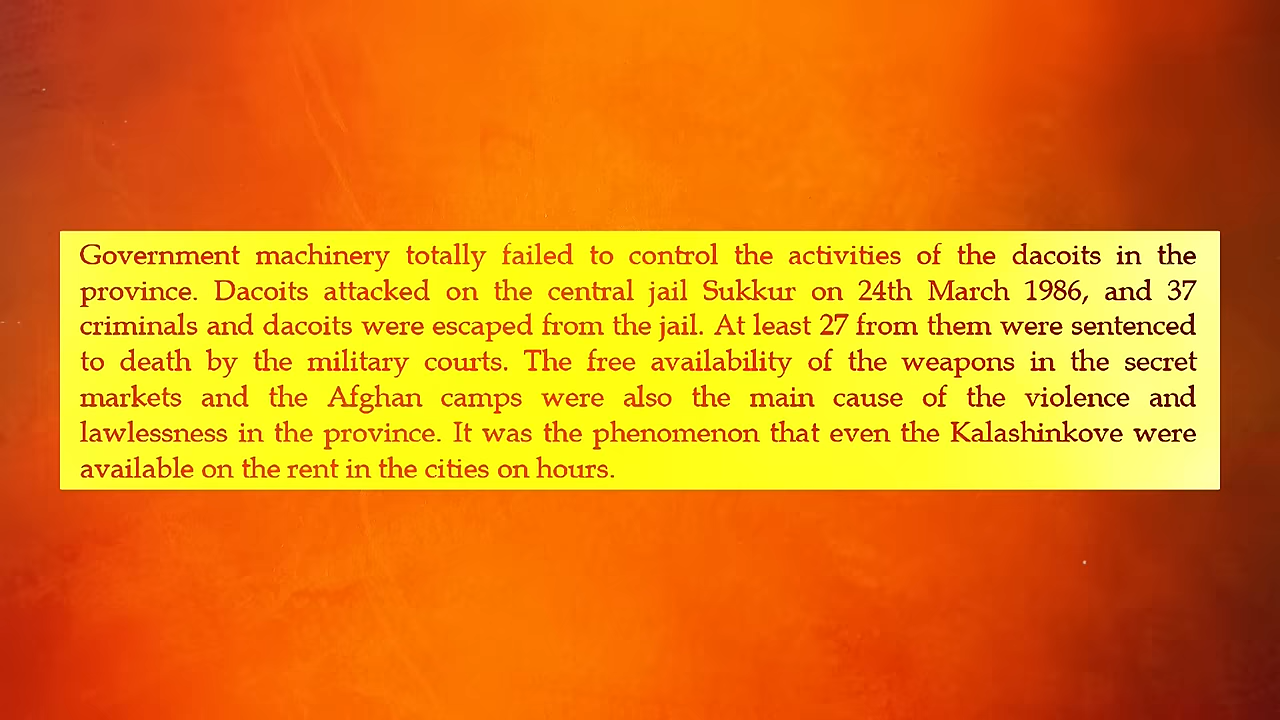 Government machinery totally failed to control the activities of the dacoits in the
province. Dacoits attacked on the central jail Sukkur on 24th March 1986, and 37
criminals and dacoits were escaped from the jail. At least 27 from them were sentenced
to death by the military courts. The free availability of the weapons in the secret
markets and the Afghan camps were also the main cause of the violence and
lawlessness in the province. It was the phenomenon that even the Kalashinkove were
available on the rent in the cities on hours.